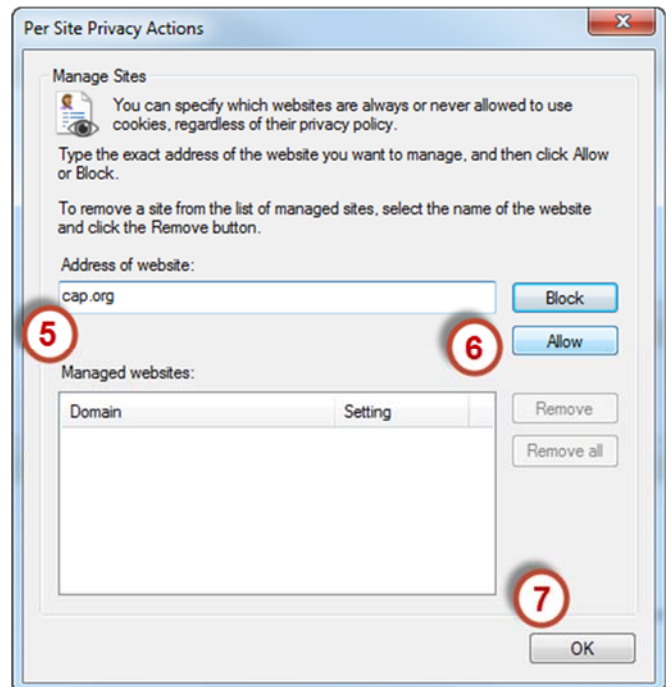 Per Site Privacy Actions
Manage Sites
You can specify which websites are always or never allowed to use
cookies, regardless of their privacy policy.
Type the exact address of the website you want to manage, and then click Allow
or Block.
To remove a site from the list of managed sites, select the name of the website
and click the Remove button.
Address of website:
cap.org
Block
5
6
Allow
Managed websites:
Domain Setting
Remove
Remove all
7
OK